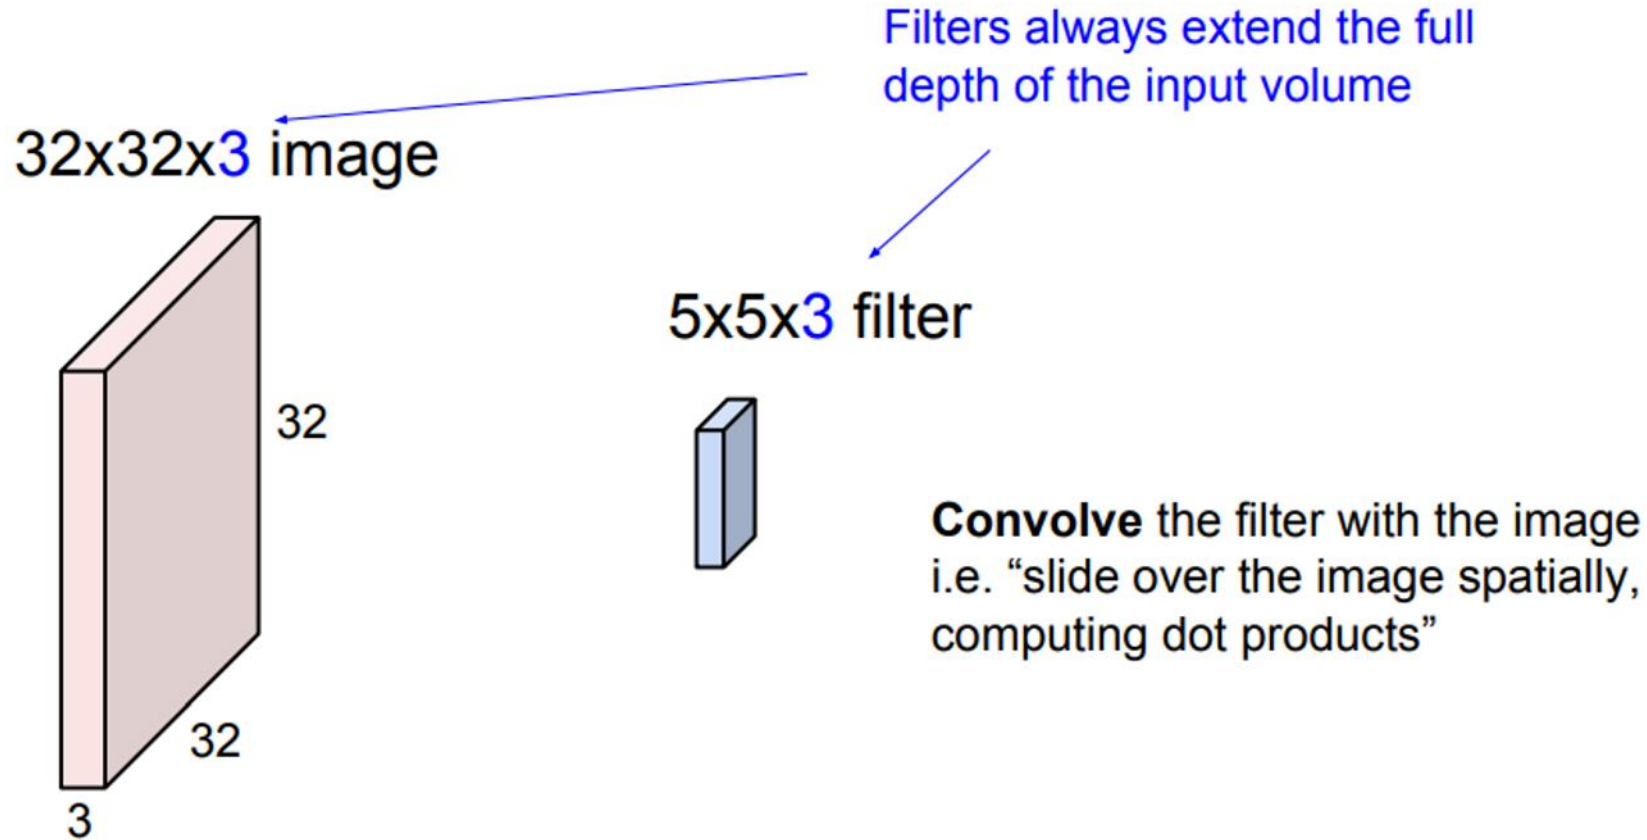 Filters always extend the full
depth of the input volume
32x32x3 image
5x5x3 filter
32
32
3
Convolve the filter with the image
i.e. “slide over the image spatially,
computing dot products”